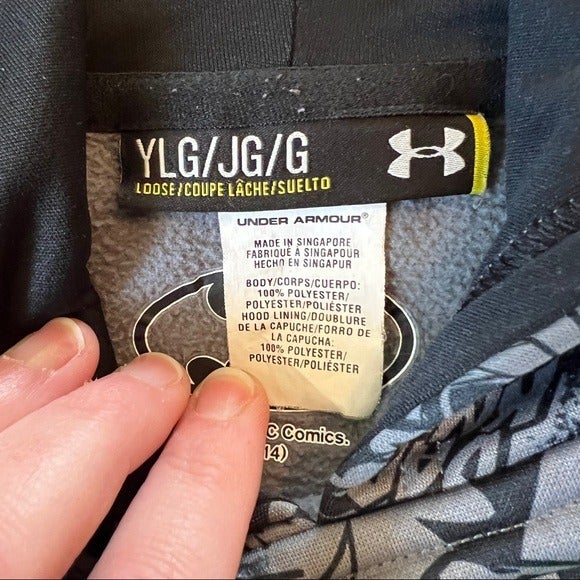 YLG/JG/G
LOOSE/COUPE LÂCHE/SUELTO
UNDER ARMOUR®
MADE IN SINGAPORE
FABRIQUÉ À SINGAPOUR
HECHO EN SINGAPUR
BODY/CORPS/CUERPO:
100% POLYESTER/
POLYESTER/POLIÉSTER
HOOD LINING/DOUBLURE
DE LA CAPUCHE/FORRO DE
LA CAPUCHA:
100% POLYESTER/
POLYESTER/POLIÉSTER
C Comics.
14)